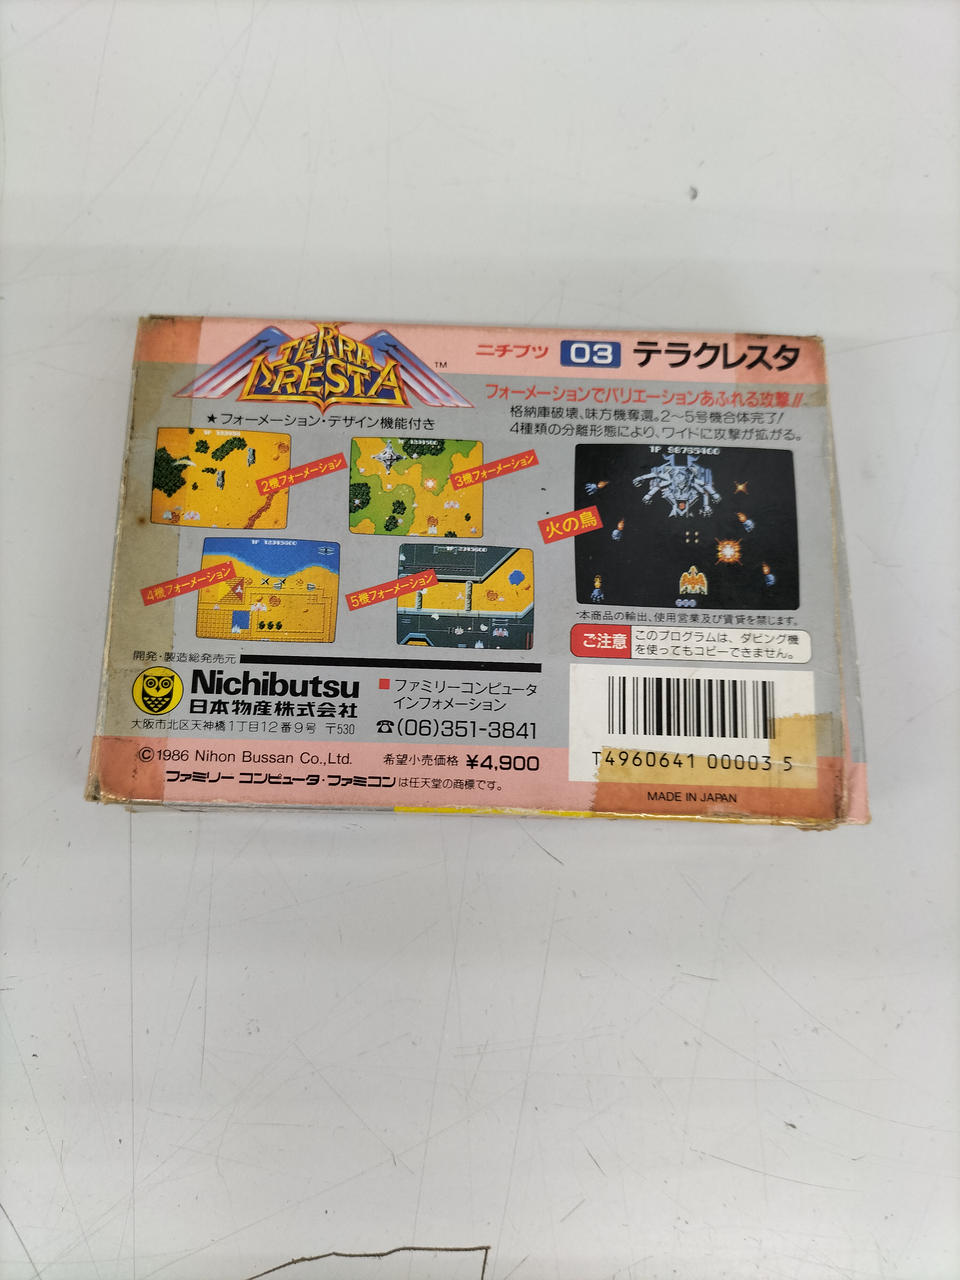 TERRA CRESTA
TM
ニチブツ 03 テラクレスタ
★フォーメーション・デザイン機能付き
フォーメーションでバリエーションあふれる攻撃!!
格納庫破壊、味方機奪還。2〜5号機合体完了!
4種類の分離形態により、ワイドに攻撃が拡がる。
2機フォーメーション
3機フォーメーション
4機フォーメーション
5機フォーメーション
1P 98765400
火の鳥
*本商品の輸出、使用営業及び賃貸を禁じます。
ご注意
このプログラムは、ダビング機
を使ってもコピーできません。
開発・製造総発売元
Nichibutsu
日本物産株式会社
大阪市北区天神橋1丁目12番9号 〒530
■ファミリーコンピュータ
インフォメーション
☎(06)351-3841
©1986 Nihon Bussan Co.,Ltd.
希望小売価格 ¥4,900
ファミリー コンピュータ・ファミコンは任天堂の商標です。
T4960641 00003 5
MADE IN JAPAN